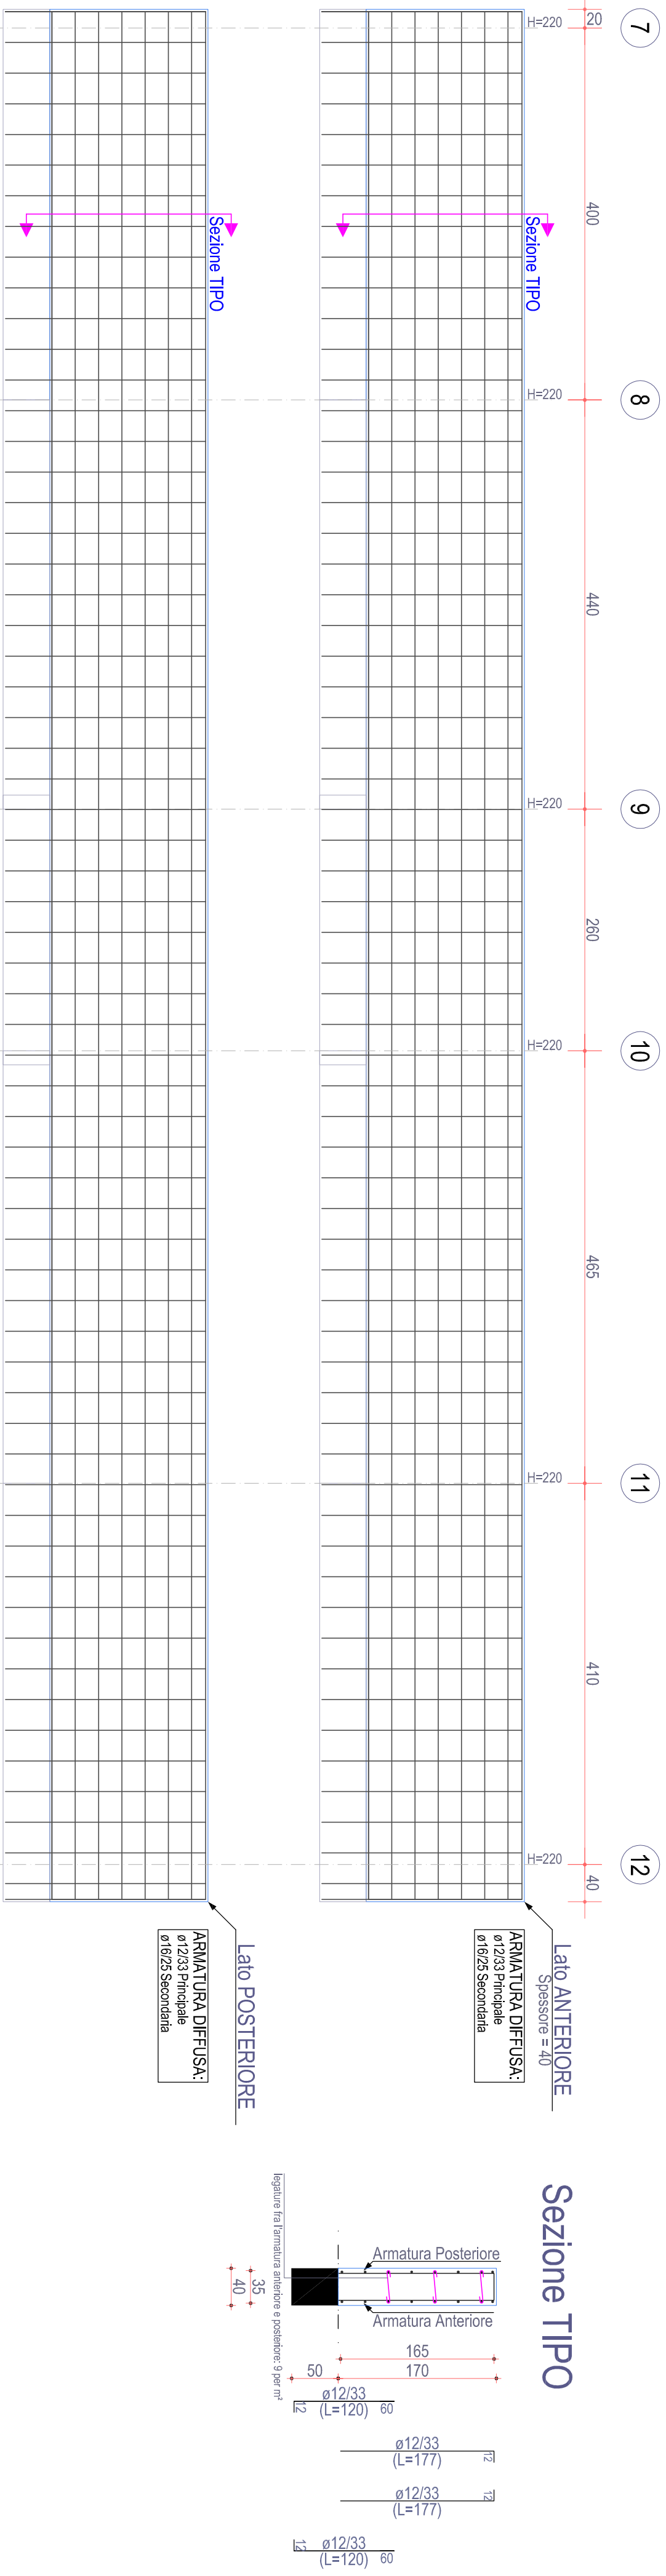 7
8
9
10
11
12
20
400
440
260
465
410
40
H=220
H=220
H=220
H=220
H=220
H=220
Sezione TIPO
Lato ANTERIORE
Spessore = 40
ARMATURA DIFFUSA:
ø12/33 Principale
ø16/25 Secondaria
Sezione TIPO
Lato POSTERIORE
ARMATURA DIFFUSA:
ø12/33 Principale
ø16/25 Secondaria
Sezione TIPO
Armatura Posteriore
Armatura Anteriore
legature fra l'armatura anteriore e posteriore: 9 per m²
35
40
165
50
170
ø12/33
(L=120)
12
60
ø12/33
(L=177)
12
ø12/33
(L=177)
12
ø12/33
(L=120)
12
60